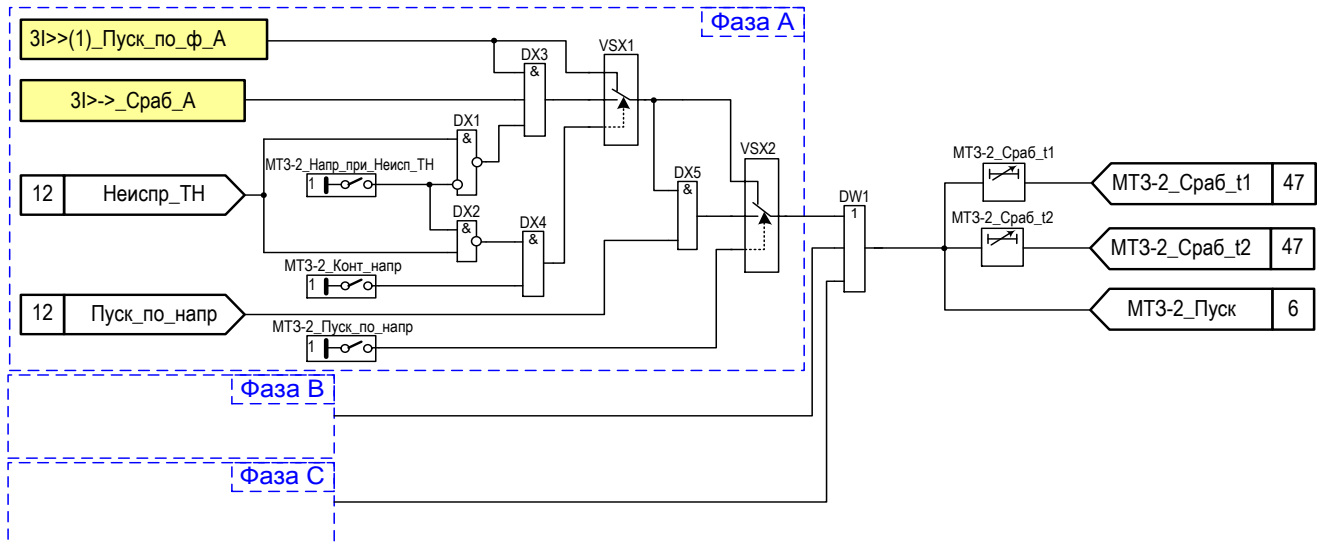 Фаза А
3I>>(1)_Пуск_по_ф_А
3I>->_Сраб_А
12 Неиспр_ТН
12 Пуск_по_напр
МТЗ-2_Напр_при_Неисп_ТН
1
МТЗ-2_Конт_напр
1
МТЗ-2_Пуск_по_напр
1
DX1
&
DX2
&
DX3
&
DX4
&
VSX1
DX5
&
VSX2
DW1
1
МТЗ-2_Сраб_t1
МТЗ-2_Сраб_t2
МТЗ-2_Сраб_t1 47
МТЗ-2_Сраб_t2 47
МТЗ-2_Пуск 6
Фаза В
Фаза С